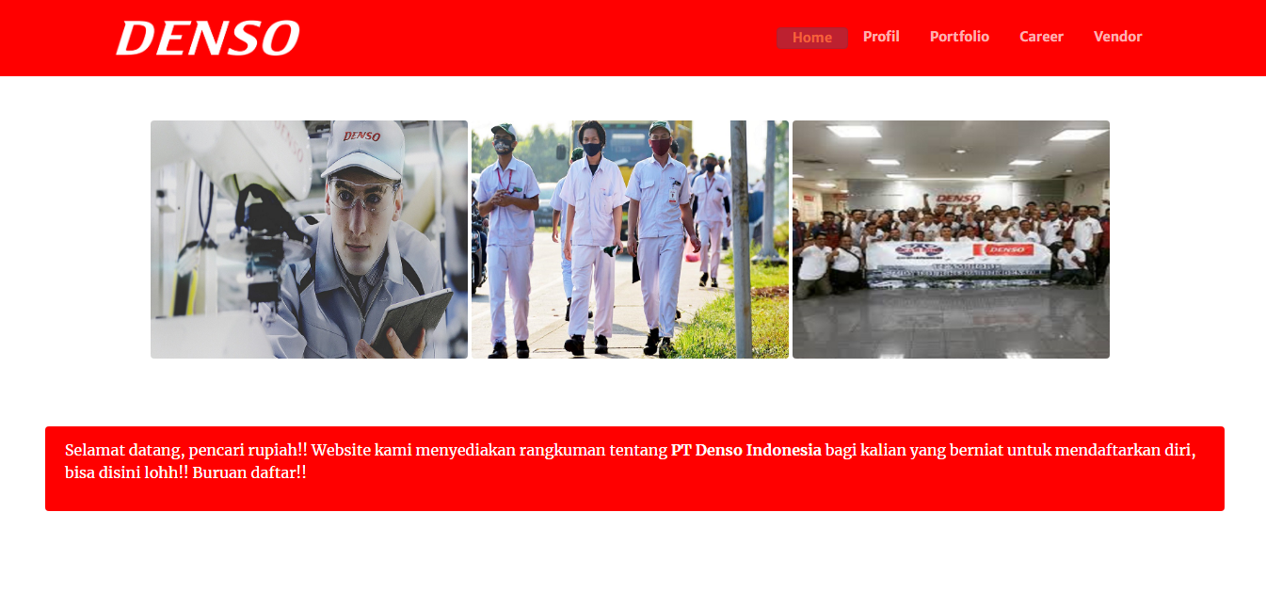 DENSO
Home Profil Portfolio Career Vendor
DENSO
DENSO
DENSO
Selamat datang, pencari rupiah!! Website kami menyediakan rangkuman tentang PT Denso Indonesia bagi kalian yang berniat untuk mendaftarkan diri,
bisa disini lohh!! Buruan daftar!!